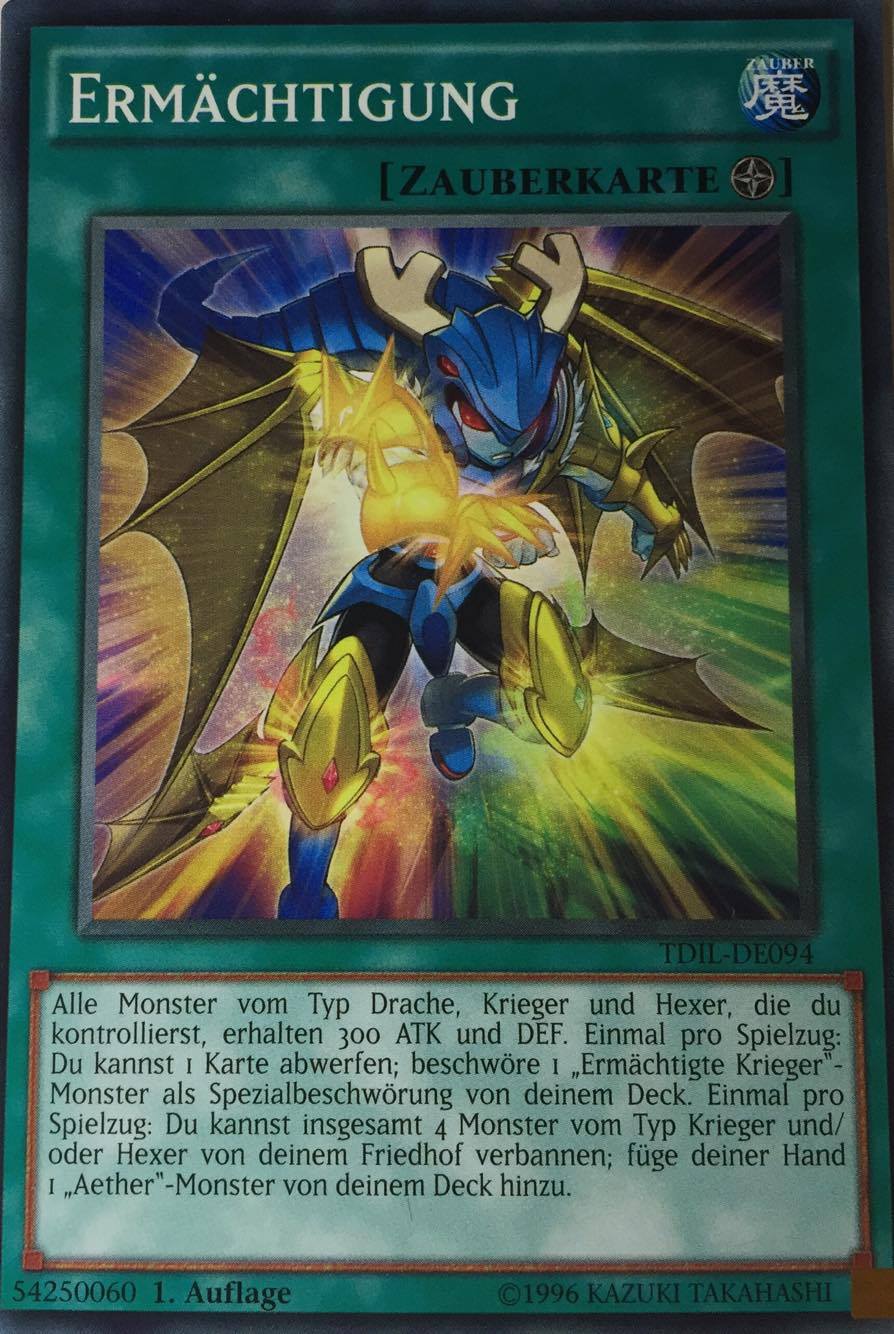 ERMÄCHTIGUNG
ZAUBER
魔
[ZAUBERKARTE ]
TDIL-DE094
Alle Monster vom Typ Drache, Krieger und Hexer, die du
kontrollierst, erhalten 300 ATK und DEF. Einmal pro Spielzug:
Du kannst 1 Karte abwerfen; beschwöre 1 „Ermächtigte Krieger"-
Monster als Spezialbeschwörung von deinem Deck. Einmal pro
Spielzug: Du kannst insgesamt 4 Monster vom Typ Krieger und/
oder Hexer von deinem Friedhof verbannen; füge deiner Hand
1 „Aether"-Monster von deinem Deck hinzu.
54250060 1. Auflage ©1996 KAZUKI TAKAHASHI